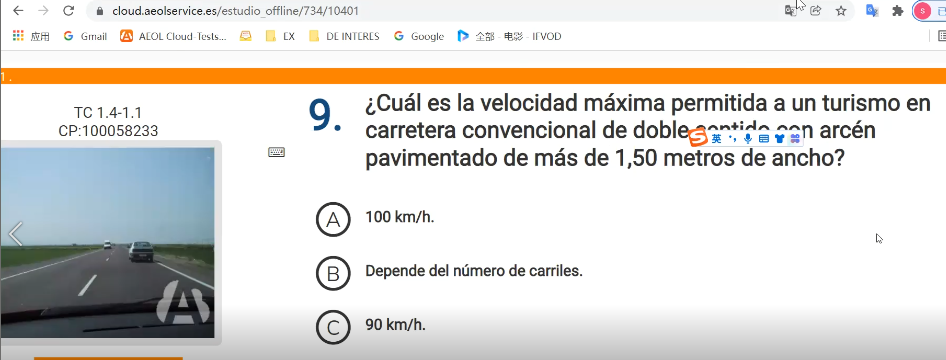 cloud.aeolservice.es/estudio_offline/734/10401
S
应用 Gmail AEOL Cloud-Tests... EX DE INTERES Google 全部 - 电影 - IFVOD
1 .
TC 1.4-1.1
CP:100058233
9. ¿Cuál es la velocidad máxima permitida a un turismo en
carretera convencional de doble sentido con arcén
英
pavimentado de más de 1,50 metros de ancho?
A 100 km/h.
B Depende del número de carriles.
C 90 km/h.